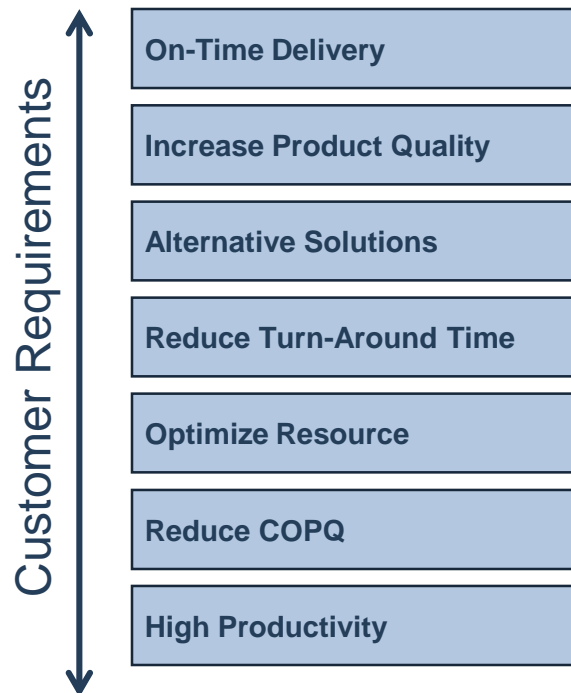 Customer Requirements
On-Time Delivery
Increase Product Quality
Alternative Solutions
Reduce Turn-Around Time
Optimize Resource
Reduce COPQ
High Productivity